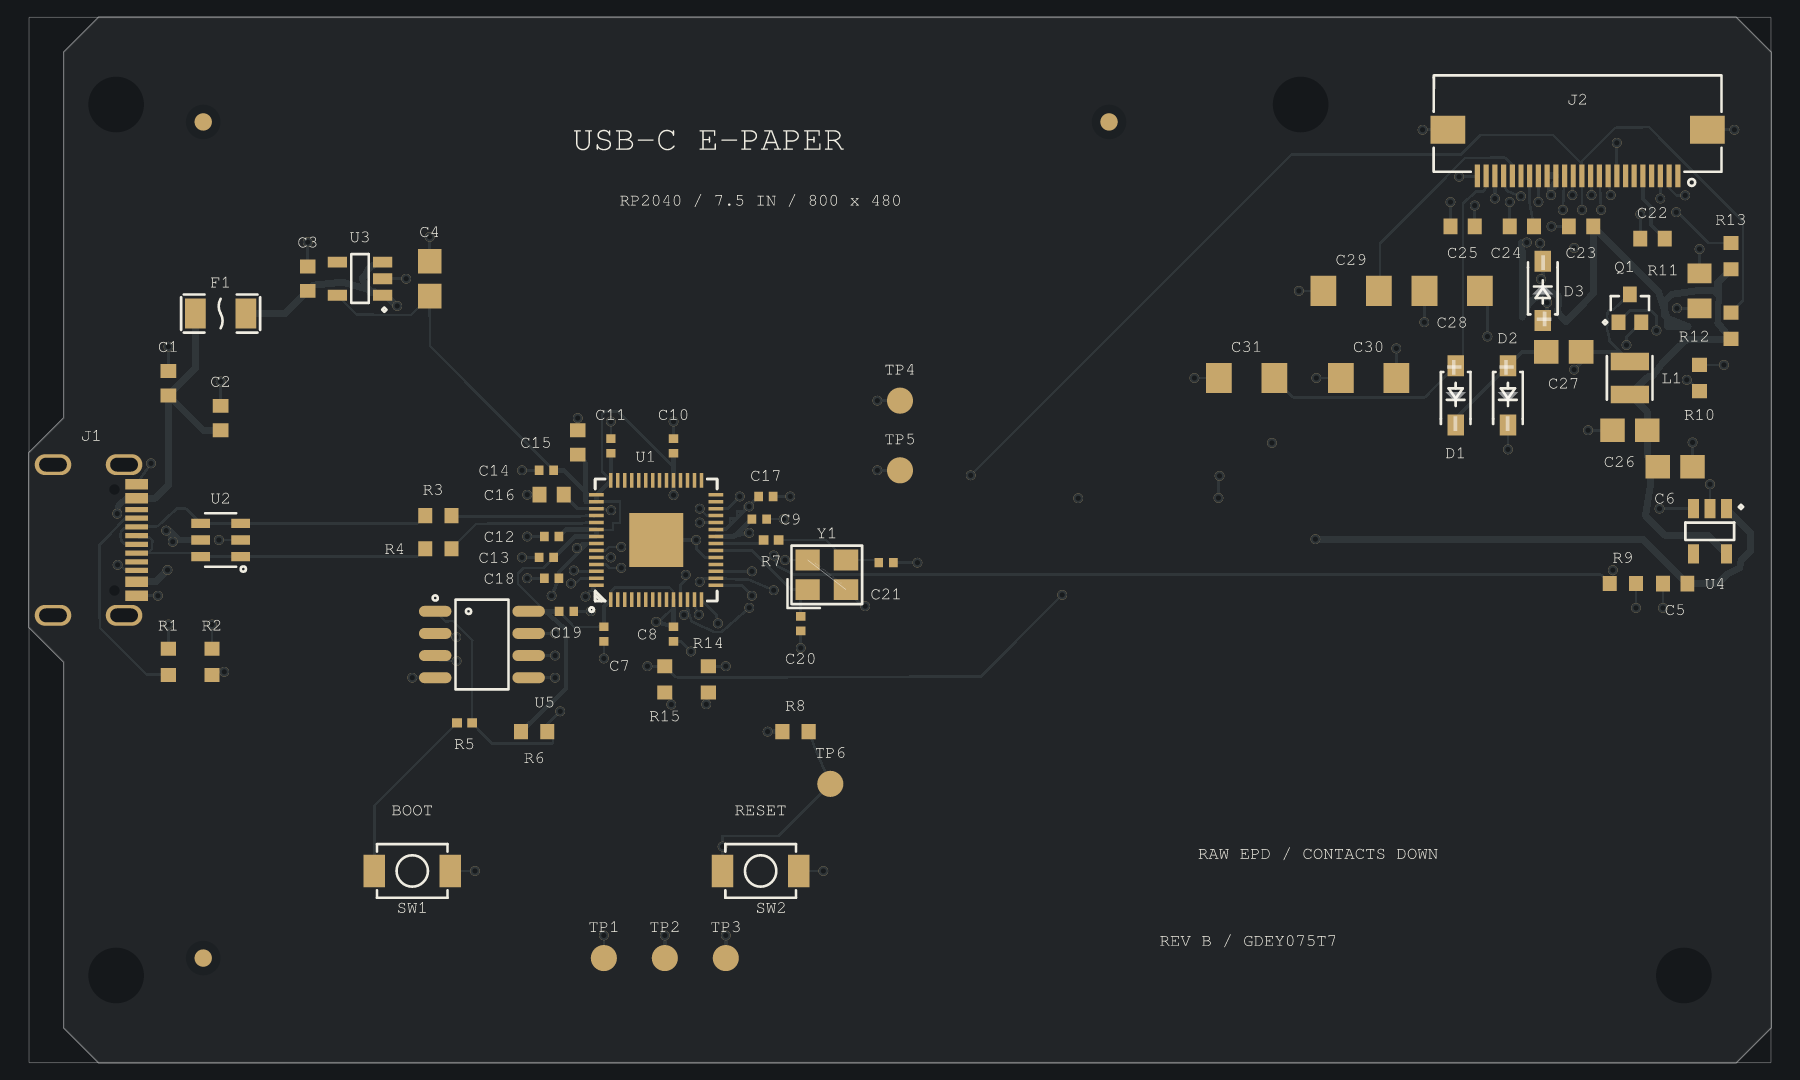 J2
USB-C E-PAPER
RP2040 / 7.5 IN / 800 x 480
C22
R13
C4
U3
C3
C25
C24
C23
C29
Q1
R11
F1
D3
C28
R12
D2
C1
C31
C30
TP4
C2
C27
L1
C11
C10
R10
J1
C15
TP5
D1
U1
C26
C14
C17
R3
C16
U2
C6
C9
C12
Y1
R4
C13
R7
R9
C18
U4
C21
C5
R1
R2
C19
C8
R14
C7
C20
U5
R8
R15
R5
TP6
R6
BOOT
RESET
RAW EPD / CONTACTS DOWN
SW1
SW2
TP1
TP2
TP3
REV B / GDEY075T7